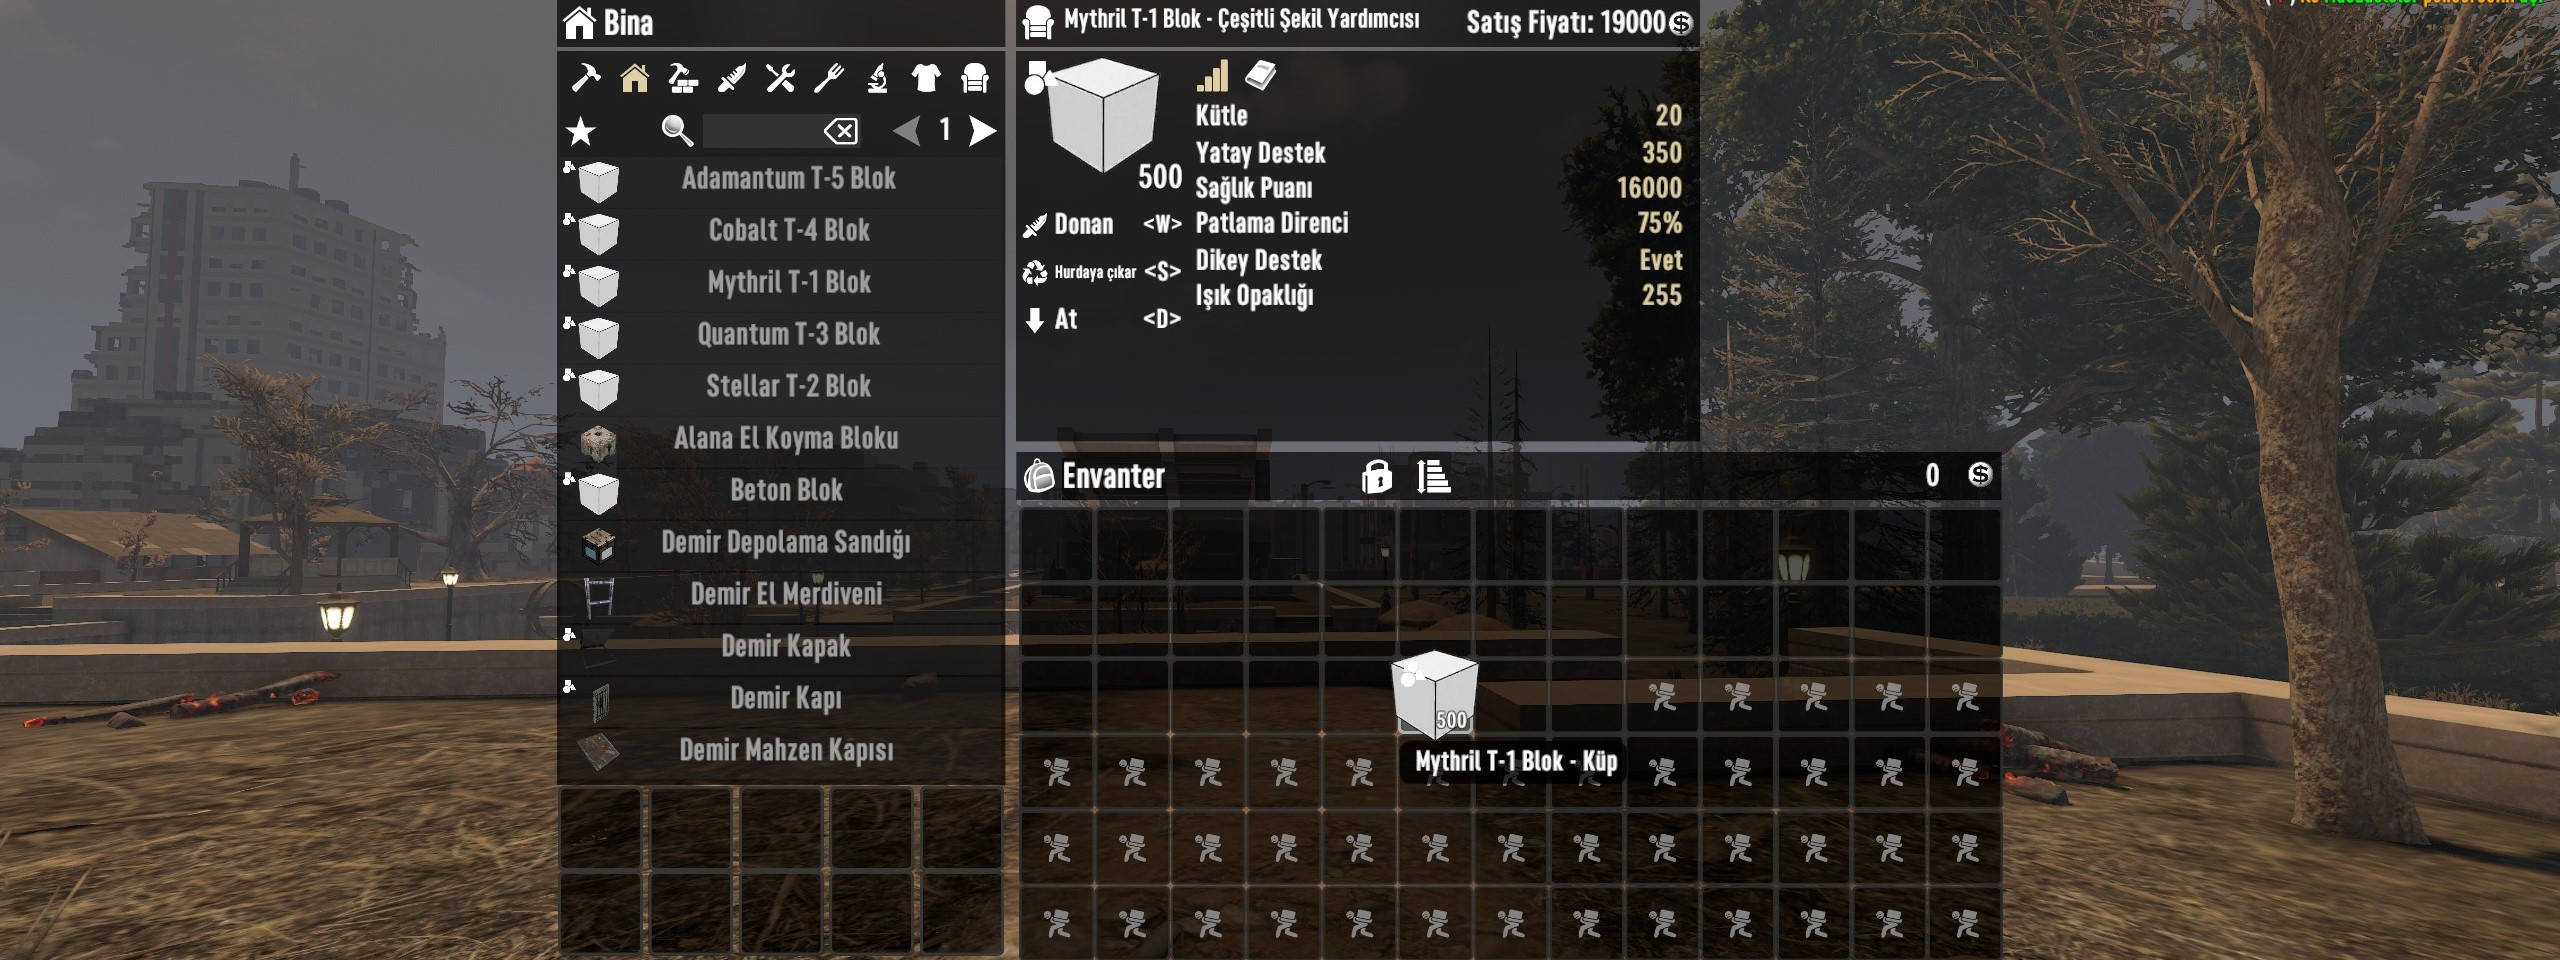 Bina
1
Adamantum T-5 Blok
Cobalt T-4 Blok
Mythril T-1 Blok
Quantum T-3 Blok
Stellar T-2 Blok
Alana El Koyma Bloku
Beton Blok
Demir Depolama Sandığı
Demir El Merdiveni
Demir Kapak
Demir Kapı
Demir Mahzen Kapısı
Mythril T-1 Blok - Çeşitli Şekil Yardımcısı
Satış Fiyatı: 19000
500
Donan <W>
Hurdaya çıkar <S>
At <D>
Kütle 20
Yatay Destek 350
Sağlık Puanı 16000
Patlama Direnci 75%
Dikey Destek Evet
Işık Opaklığı 255
Envanter
0
500
Mythril T-1 Blok - Küp